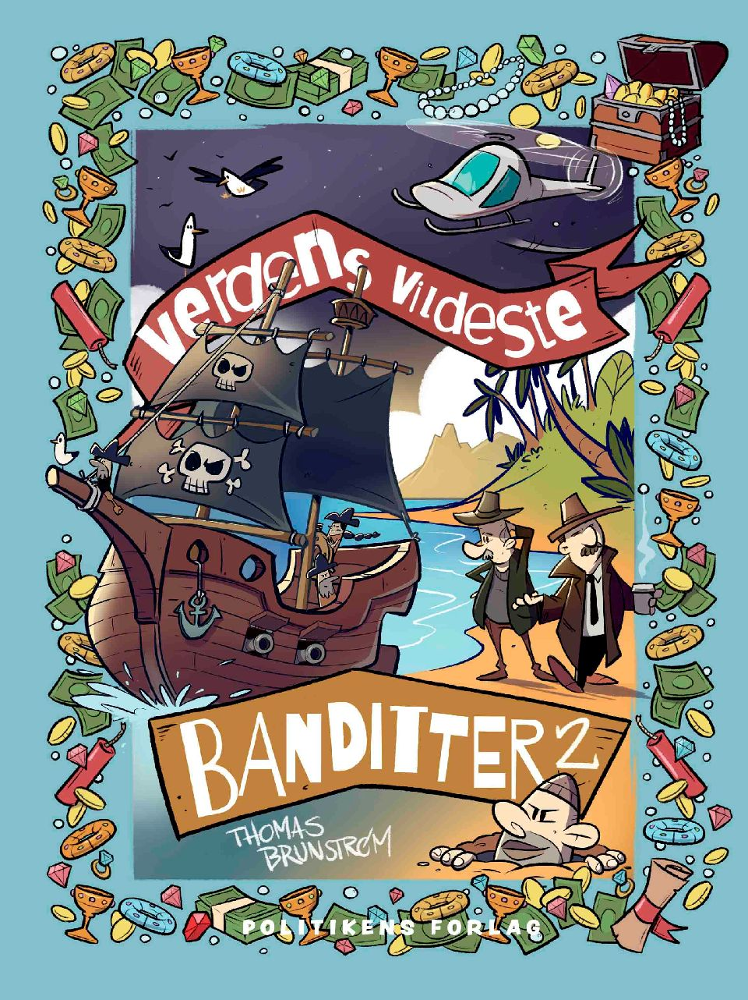 verdens vildeste
BANDITTER 2
THOMAS
BRUNSTRØM
POLITIKENS FORLAG